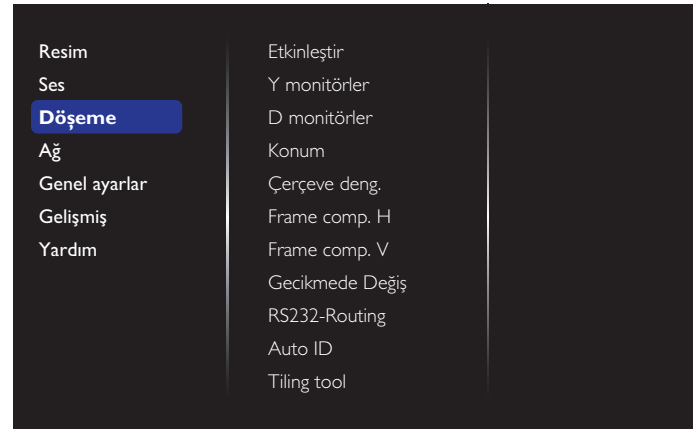 Resim
Ses
Döşeme
Ağ
Genel ayarlar
Gelişmiş
Yardım
Etkinleştir
Y monitörler
D monitörler
Konum
Çerçeve deng.
Frame comp. H
Frame comp. V
Gecikmede Değiş
RS232-Routing
Auto ID
Tiling tool